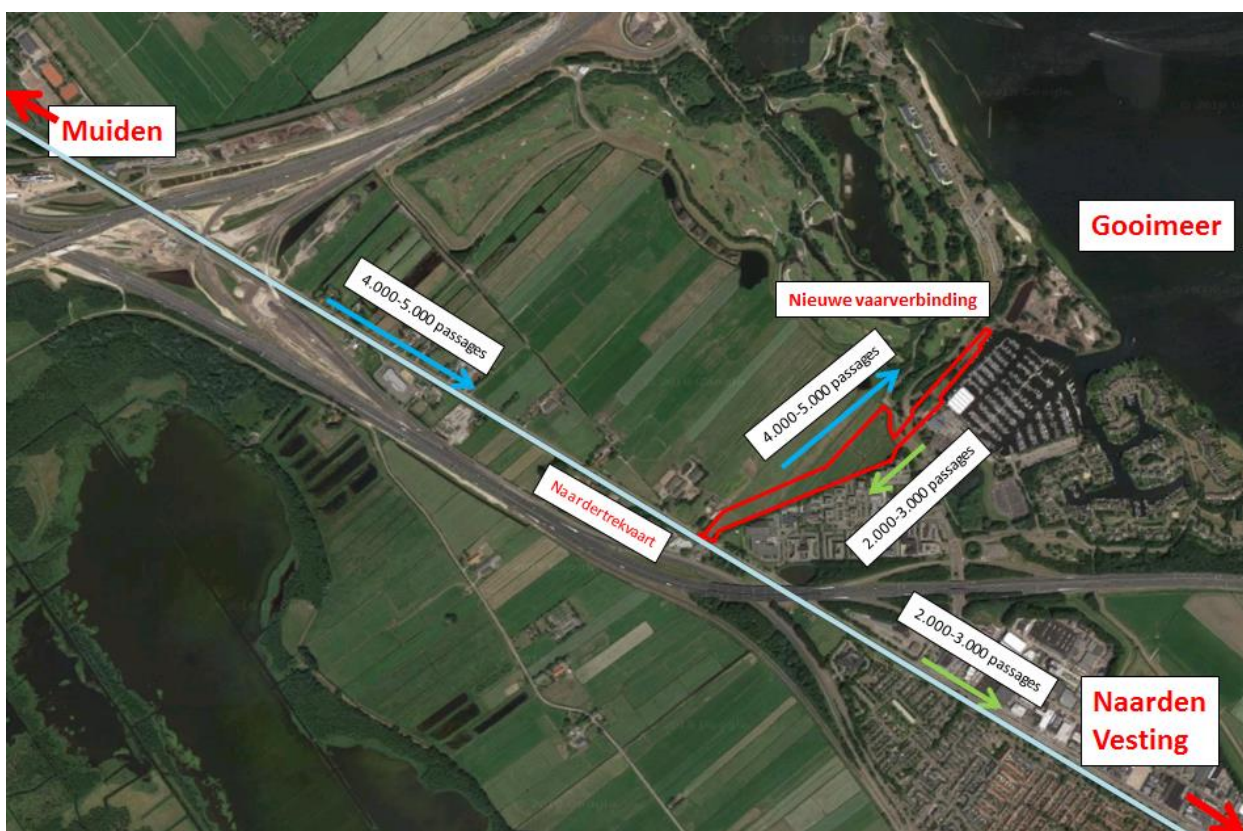 Muiden
Gooimeer
Nieuwe vaarverbinding
4.000-5.000 passages
4.000-5.000 passages
Naardertrekvaart
2.000-3.000 passages
2.000-3.000 passages
Naarden
Vesting